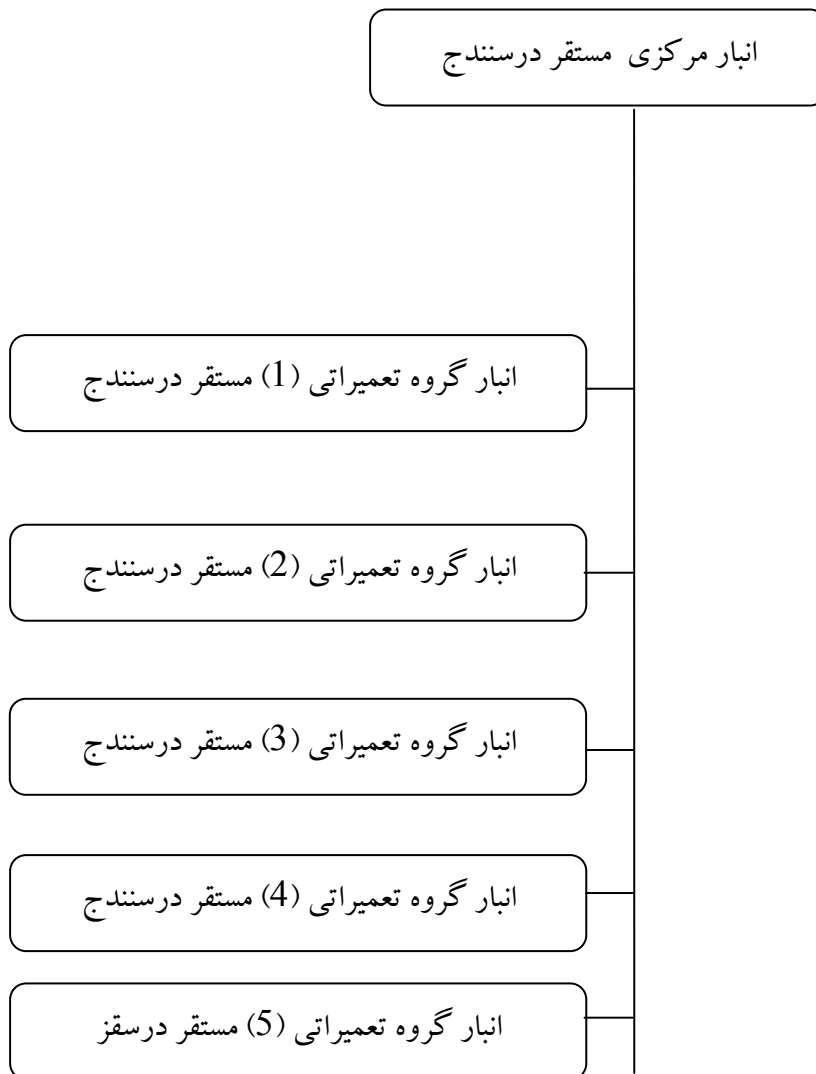 انبار مرکزی مستقر درسنندج
انبار گروه تعمیراتی (1) مستقر درسنندج
انبار گروه تعمیراتی (2) مستقر درسنندج
انبار گروه تعمیراتی (3) مستقر درسنندج
انبار گروه تعمیراتی (4) مستقر درسنندج
انبار گروه تعمیراتی (5) مستقر درسقز